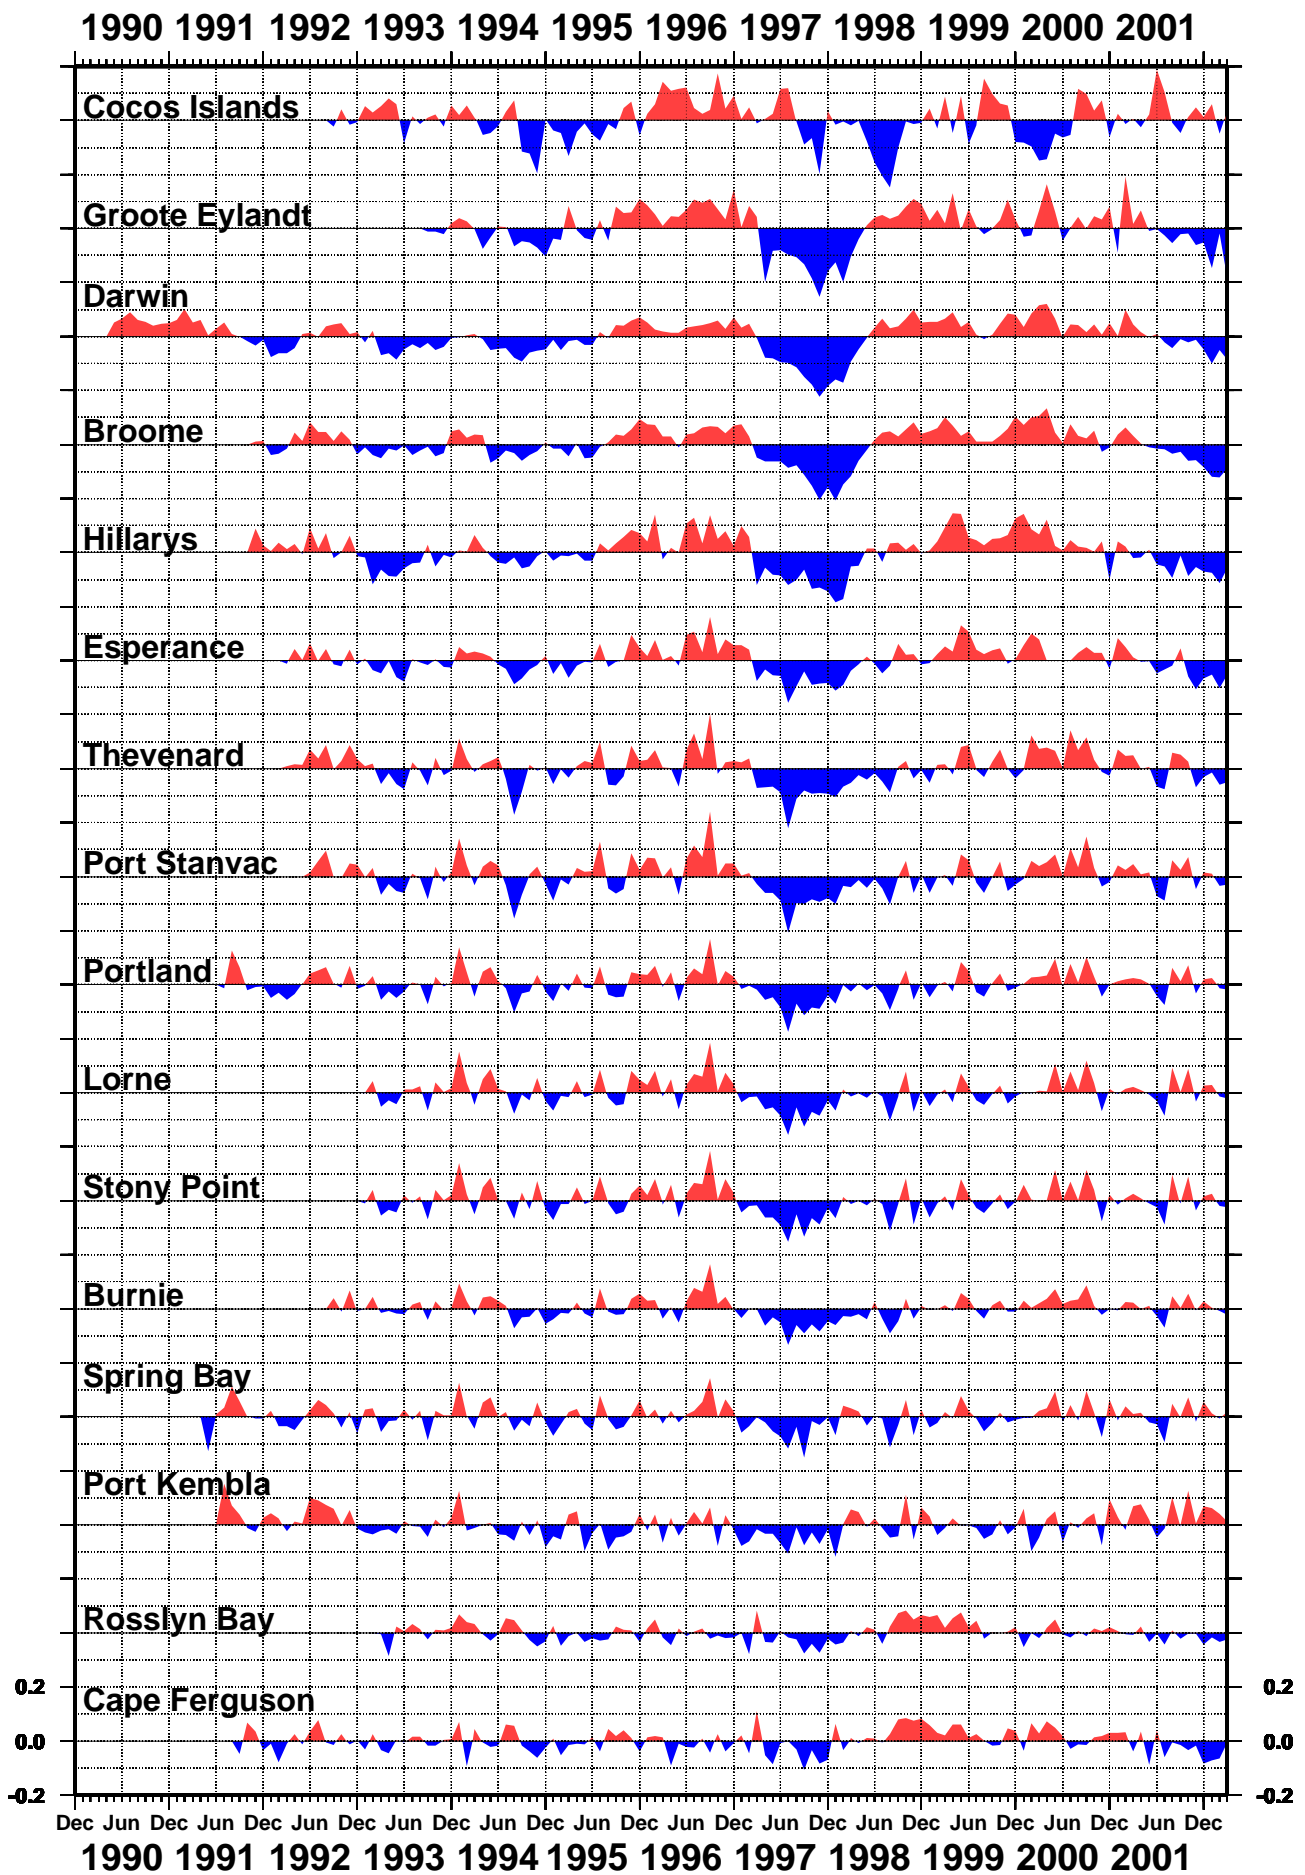 1990 1991 1992 1993 1994 1995 1996 1997 1998 1999 2000 2001
Cocos Islands
Groote Eylandt
Darwin
Broome
Hillarys
Esperance
Thevenard
Port Stanvac
Portland
Lorne
Stony Point
Burnie
Spring Bay
Port Kembla
Rosslyn Bay
0.2 0.2
Cape Ferguson
0.0 0.0
-0.2 -0.2
Dec Jun Dec Jun Dec Jun Dec Jun Dec Jun Dec Jun Dec Jun Dec Jun Dec Jun Dec Jun Dec Jun Dec Jun Dec
1990 1991 1992 1993 1994 1995 1996 1997 1998 1999 2000 2001